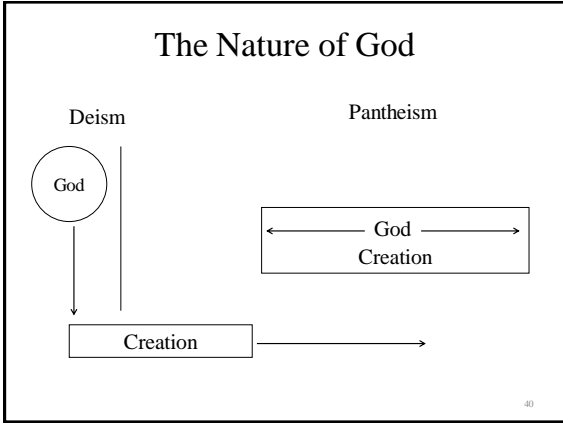 The Nature of God
Deism
Pantheism
God
God
Creation
Creation
40